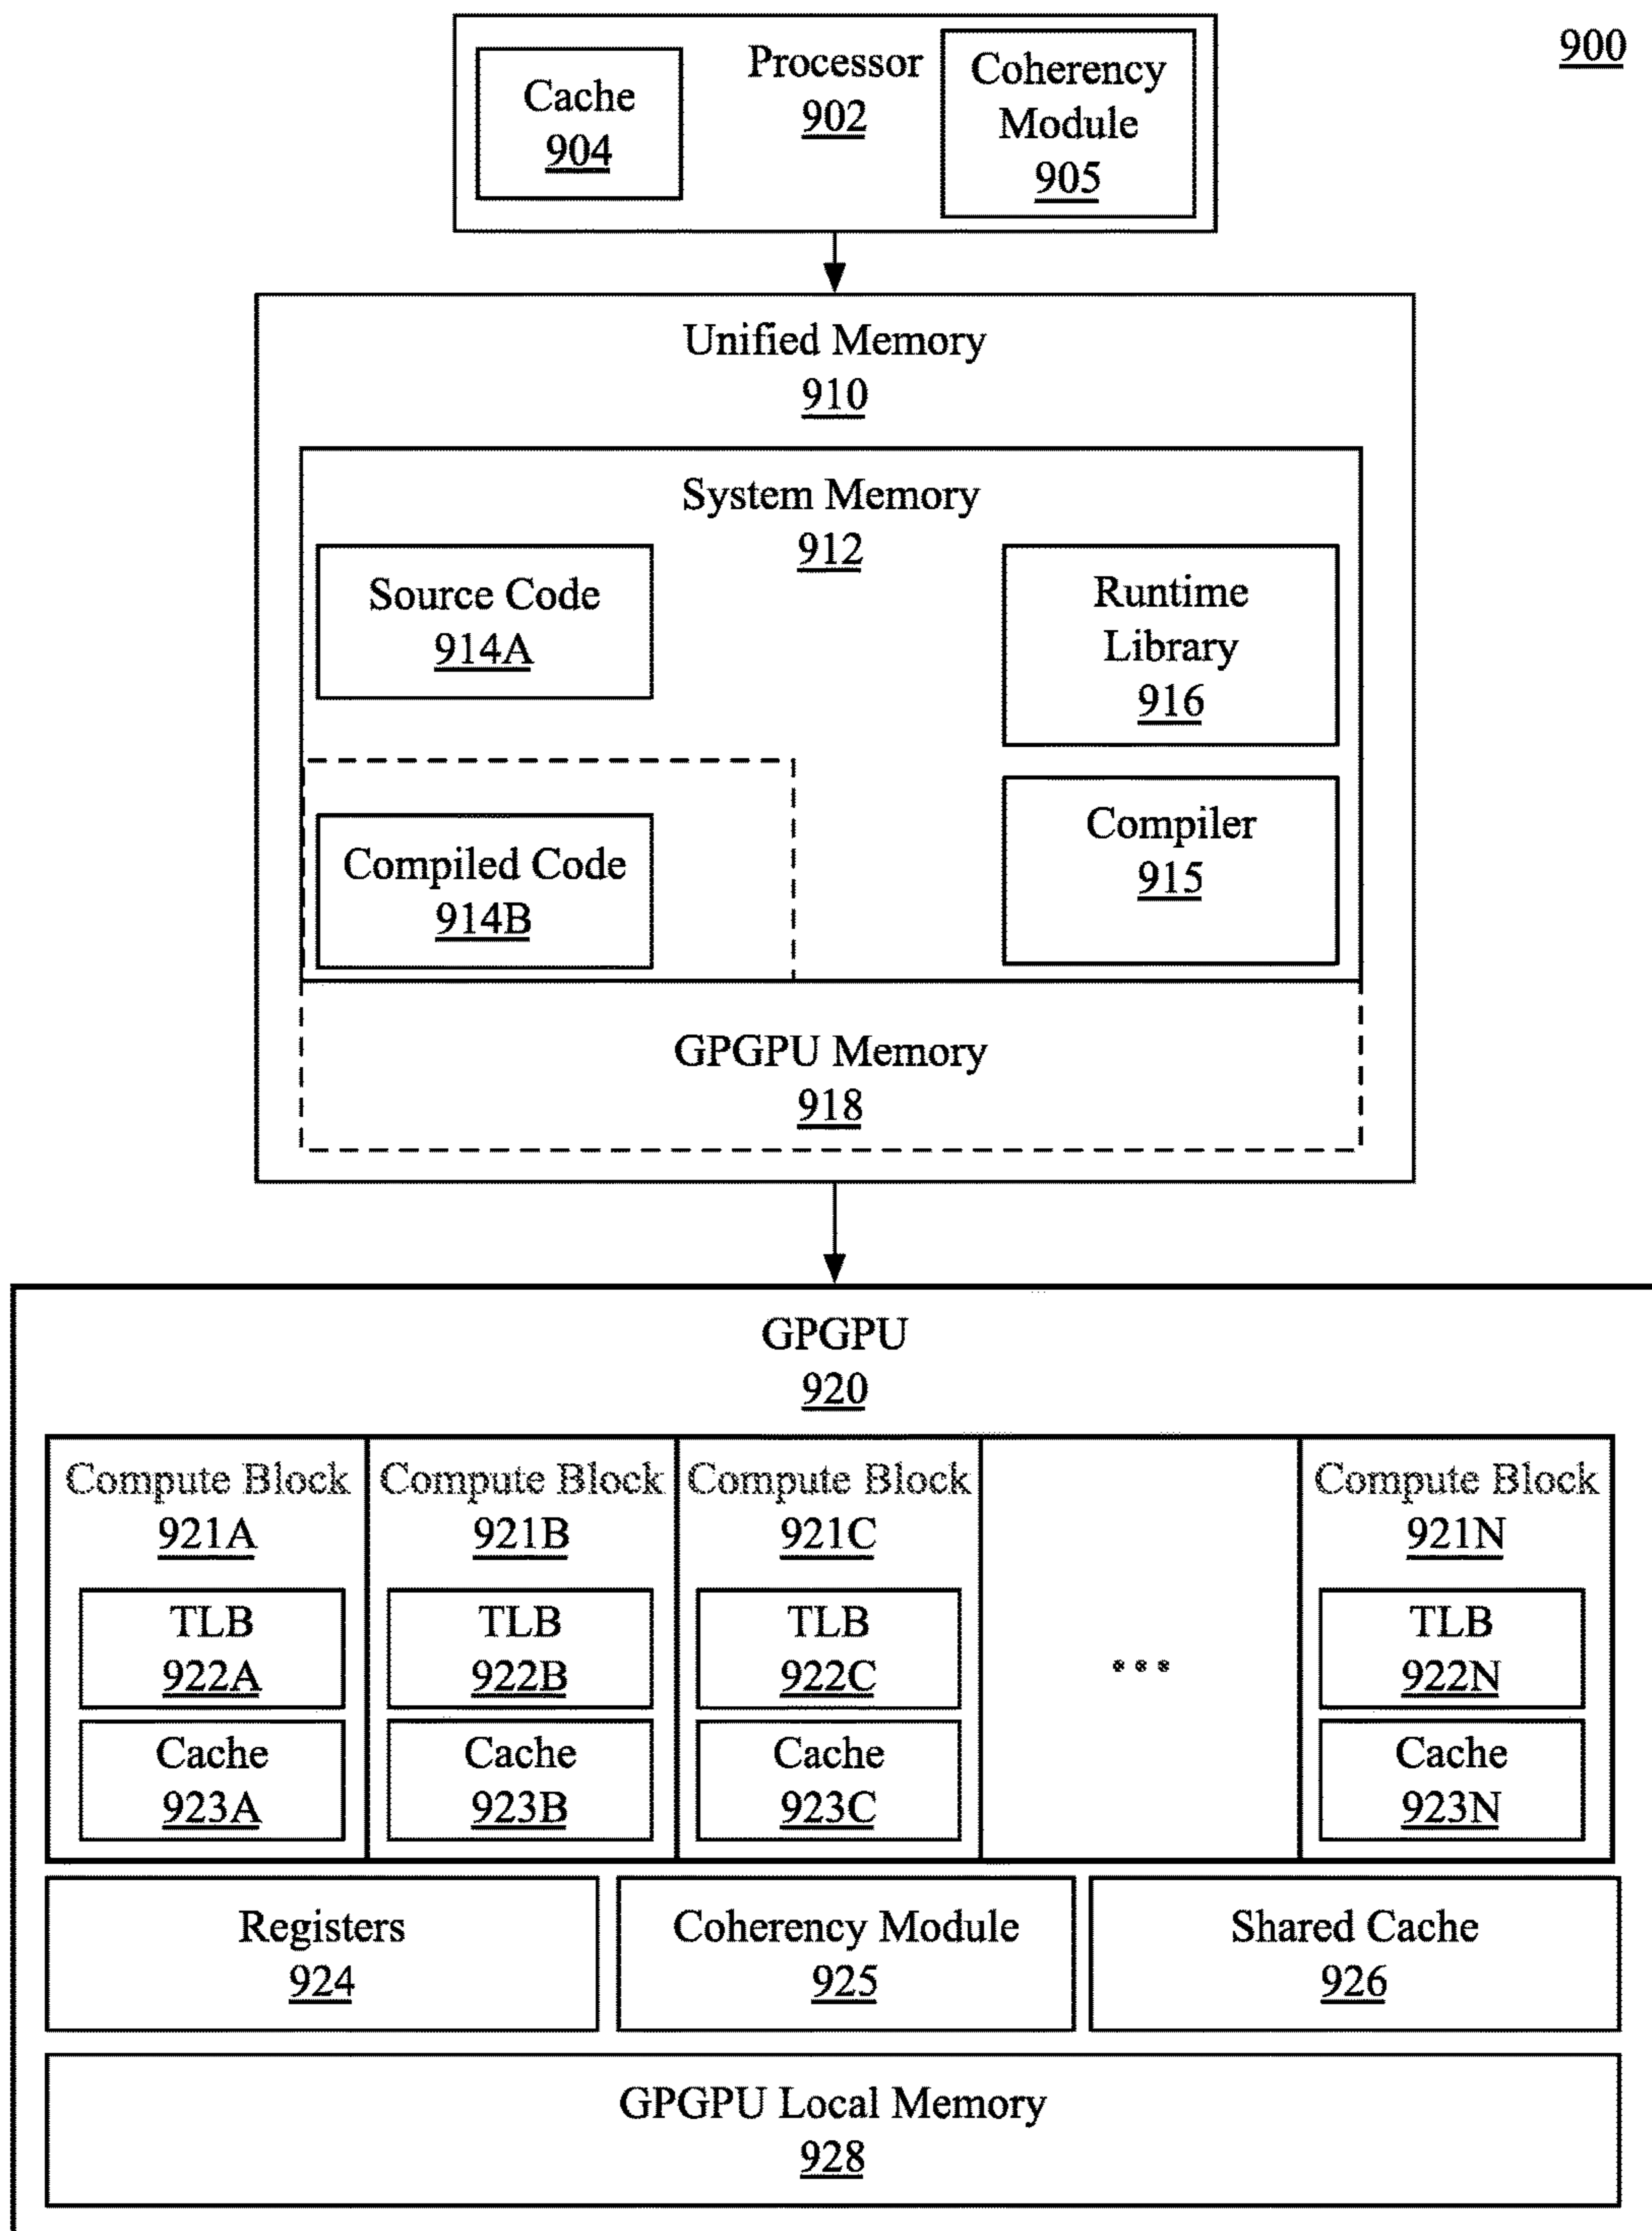 900
Cache
904
Processor
902
Coherency
Module
905
Unified Memory
910
System Memory
912
Source Code
914A
Runtime
Library
916
Compiled Code
914B
Compiler
915
GPGPU Memory
918
GPGPU
920
Compute Block
921A
TLB
922A
Cache
923A
Compute Block
921B
TLB
922B
Cache
923B
Compute Block
921C
TLB
922C
Cache
923C
...
Compute Block
921N
TLB
922N
Cache
923N
Registers
924
Coherency Module
925
Shared Cache
926
GPGPU Local Memory
928